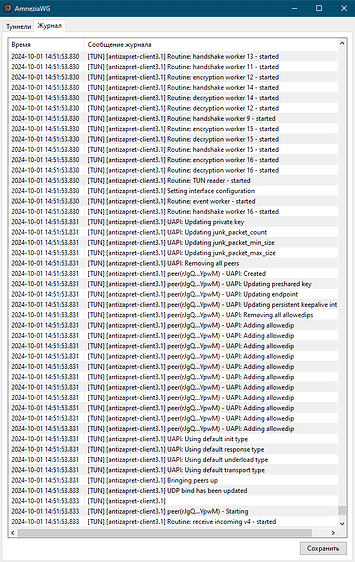 AmneziaWG
Туннели Журнал
Время Сообщение журнала
2024-10-01 14:51:53.830 [TUN] [antizapret-client3.1] Routine: handshake worker 13 - started
2024-10-01 14:51:53.830 [TUN] [antizapret-client3.1] Routine: handshake worker 11 - started
2024-10-01 14:51:53.830 [TUN] [antizapret-client3.1] Routine: encryption worker 12 - started
2024-10-01 14:51:53.830 [TUN] [antizapret-client3.1] Routine: handshake worker 14 - started
2024-10-01 14:51:53.830 [TUN] [antizapret-client3.1] Routine: decryption worker 14 - started
2024-10-01 14:51:53.830 [TUN] [antizapret-client3.1] Routine: decryption worker 12 - started
2024-10-01 14:51:53.830 [TUN] [antizapret-client3.1] Routine: handshake worker 9 - started
2024-10-01 14:51:53.830 [TUN] [antizapret-client3.1] Routine: encryption worker 15 - started
2024-10-01 14:51:53.830 [TUN] [antizapret-client3.1] Routine: decryption worker 15 - started
2024-10-01 14:51:53.830 [TUN] [antizapret-client3.1] Routine: handshake worker 15 - started
2024-10-01 14:51:53.830 [TUN] [antizapret-client3.1] Routine: encryption worker 16 - started
2024-10-01 14:51:53.830 [TUN] [antizapret-client3.1] Routine: decryption worker 16 - started
2024-10-01 14:51:53.830 [TUN] [antizapret-client3.1] Routine: TUN reader - started
2024-10-01 14:51:53.830 [TUN] [antizapret-client3.1] Setting interface configuration
2024-10-01 14:51:53.830 [TUN] [antizapret-client3.1] Routine: event worker - started
2024-10-01 14:51:53.830 [TUN] [antizapret-client3.1] Routine: handshake worker 16 - started
2024-10-01 14:51:53.831 [TUN] [antizapret-client3.1] UAPI: Updating private key
2024-10-01 14:51:53.831 [TUN] [antizapret-client3.1] UAPI: Updating junk_packet_count
2024-10-01 14:51:53.831 [TUN] [antizapret-client3.1] UAPI: Updating junk_packet_min_size
2024-10-01 14:51:53.831 [TUN] [antizapret-client3.1] UAPI: Updating junk_packet_max_size
2024-10-01 14:51:53.831 [TUN] [antizapret-client3.1] UAPI: Removing all peers
2024-10-01 14:51:53.831 [TUN] [antizapret-client3.1] peer(rJgQ…YpwM) - UAPI: Created
2024-10-01 14:51:53.831 [TUN] [antizapret-client3.1] peer(rJgQ…YpwM) - UAPI: Updating preshared key
2024-10-01 14:51:53.831 [TUN] [antizapret-client3.1] peer(rJgQ…YpwM) - UAPI: Updating endpoint
2024-10-01 14:51:53.831 [TUN] [antizapret-client3.1] peer(rJgQ…YpwM) - UAPI: Updating persistent keepalive int
2024-10-01 14:51:53.831 [TUN] [antizapret-client3.1] peer(rJgQ…YpwM) - UAPI: Removing all allowedips
2024-10-01 14:51:53.831 [TUN] [antizapret-client3.1] peer(rJgQ…YpwM) - UAPI: Adding allowedip
2024-10-01 14:51:53.831 [TUN] [antizapret-client3.1] peer(rJgQ…YpwM) - UAPI: Adding allowedip
2024-10-01 14:51:53.831 [TUN] [antizapret-client3.1] peer(rJgQ…YpwM) - UAPI: Adding allowedip
2024-10-01 14:51:53.831 [TUN] [antizapret-client3.1] peer(rJgQ…YpwM) - UAPI: Adding allowedip
2024-10-01 14:51:53.831 [TUN] [antizapret-client3.1] peer(rJgQ…YpwM) - UAPI: Adding allowedip
2024-10-01 14:51:53.831 [TUN] [antizapret-client3.1] peer(rJgQ…YpwM) - UAPI: Adding allowedip
2024-10-01 14:51:53.831 [TUN] [antizapret-client3.1] peer(rJgQ…YpwM) - UAPI: Adding allowedip
2024-10-01 14:51:53.831 [TUN] [antizapret-client3.1] peer(rJgQ…YpwM) - UAPI: Adding allowedip
2024-10-01 14:51:53.831 [TUN] [antizapret-client3.1] peer(rJgQ…YpwM) - UAPI: Adding allowedip
2024-10-01 14:51:53.831 [TUN] [antizapret-client3.1] peer(rJgQ…YpwM) - UAPI: Adding allowedip
2024-10-01 14:51:53.831 [TUN] [antizapret-client3.1] peer(rJgQ…YpwM) - UAPI: Adding allowedip
2024-10-01 14:51:53.831 [TUN] [antizapret-client3.1] UAPI: Using default init type
2024-10-01 14:51:53.831 [TUN] [antizapret-client3.1] UAPI: Using default response type
2024-10-01 14:51:53.831 [TUN] [antizapret-client3.1] UAPI: Using default underload type
2024-10-01 14:51:53.831 [TUN] [antizapret-client3.1] UAPI: Using default transport type
2024-10-01 14:51:53.831 [TUN] [antizapret-client3.1] Bringing peers up
2024-10-01 14:51:53.833 [TUN] [antizapret-client3.1] UDP bind has been updated
2024-10-01 14:51:53.833 [TUN] [antizapret-client3.1]
2024-10-01 14:51:53.833 [TUN] [antizapret-client3.1] peer(rJgQ…YpwM) - Starting
2024-10-01 14:51:53.833 [TUN] [antizapret-client3.1] Routine: receive incoming v4 - started
Сохранить